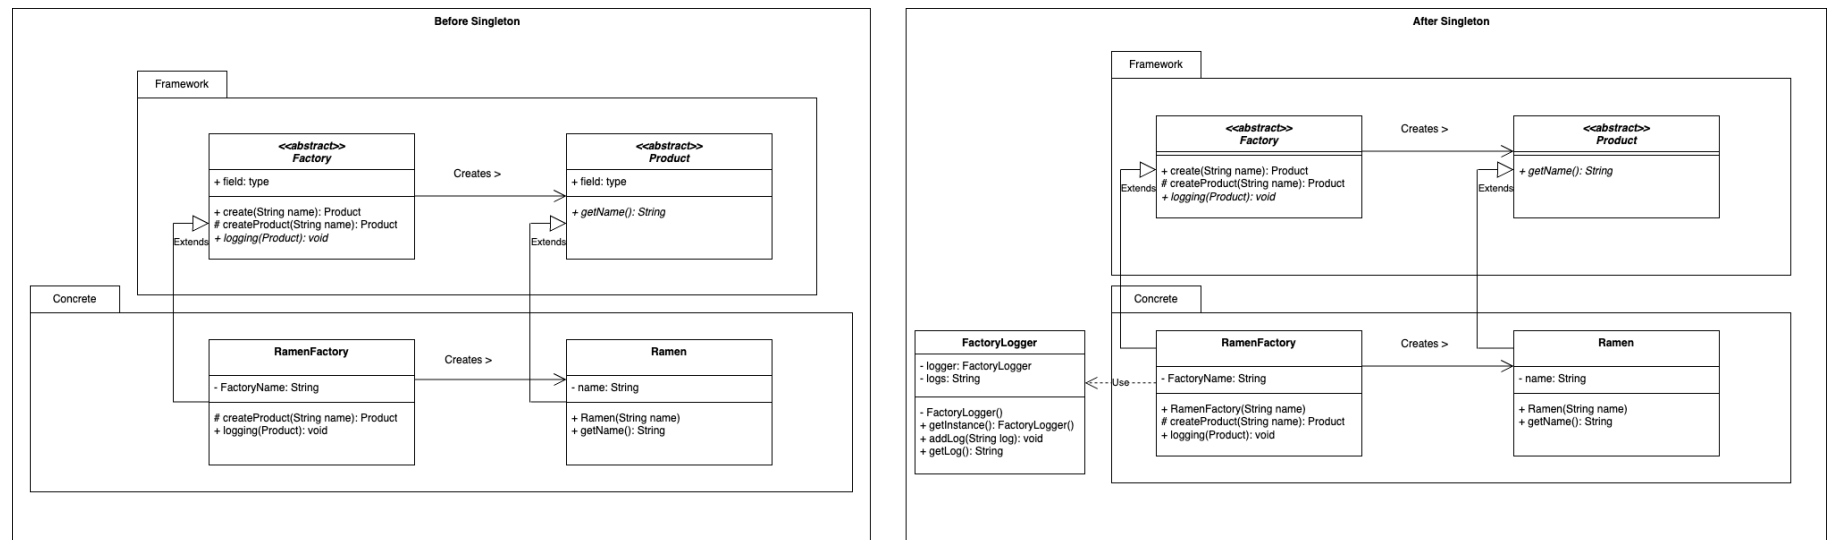 Before Singleton
Framework
<<abstract>>
Factory
+ field: type
+ create(String name): Product
# createProduct(String name): Product
+ logging(Product): void
Creates >
<<abstract>>
Product
+ field: type
+ getName(): String
Extends
Extends
Concrete
RamenFactory
- FactoryName: String
# createProduct(String name): Product
+ logging(Product): void
Creates >
Ramen
- name: String
+ Ramen(String name)
+ getName(): String
After Singleton
Framework
<<abstract>>
Factory
+ create(String name): Product
# createProduct(String name): Product
+ logging(Product): void
Creates >
<<abstract>>
Product
+ getName(): String
Extends
Extends
Concrete
FactoryLogger
- logger: FactoryLogger
- logs: String
- FactoryLogger()
+ getInstance(): FactoryLogger()
+ addLog(String log): void
+ getLog(): String
Use
RamenFactory
- FactoryName: String
+ RamenFactory(String name)
# createProduct(String name): Product
+ logging(Product): void
Creates >
Ramen
- name: String
+ Ramen(String name)
+ getName(): String